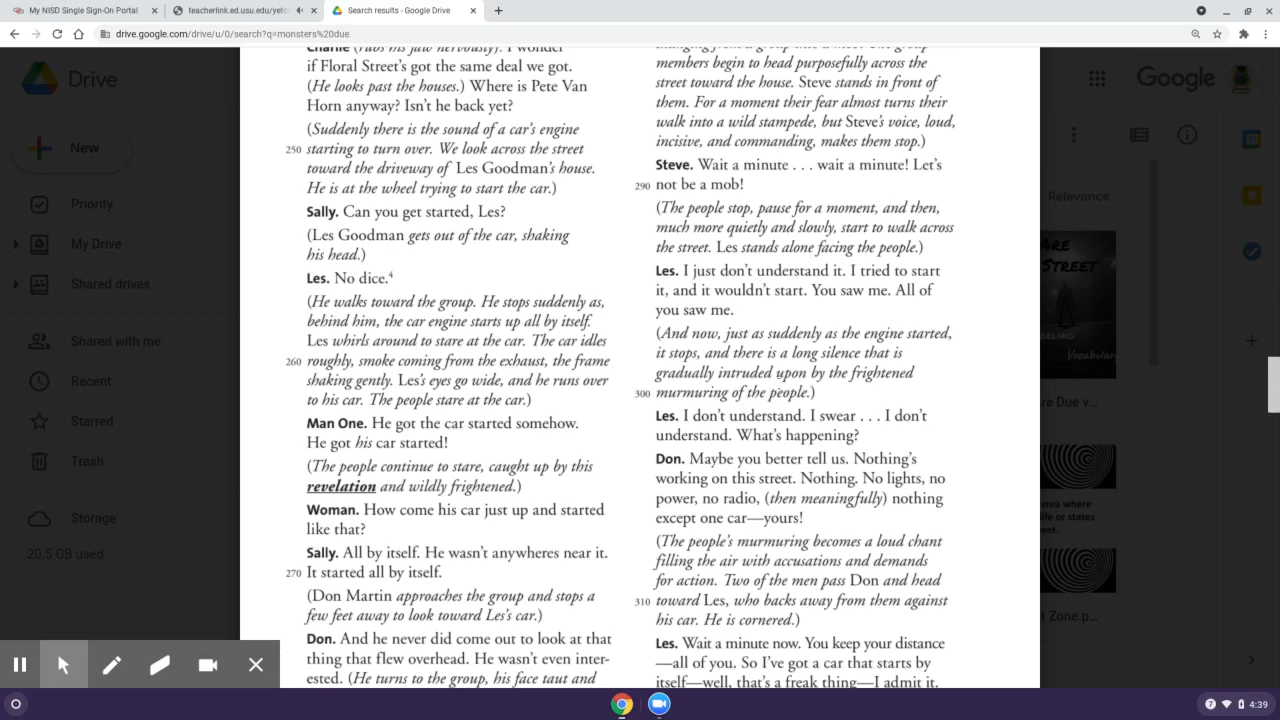 My NISD Single Sign-On Portal
teacherlink.ed.usu.edu/yetc
Search results - Google Drive
drive.google.com/drive/u/0/search?q=monsters%20due
Drive
New
Priority
My Drive
Shared drives
Shared with me
Recent
Starred
Trash
Storage
20.5 GB used
Charlie (rubs his jaw nervously). I wonder
if Floral Street's got the same deal we got.
(He looks past the houses.) Where is Pete Van
Horn anyway? Isn't he back yet?
(Suddenly there is the sound of a car's engine
250 starting to turn over. We look across the street
toward the driveway of Les Goodman's house.
He is at the wheel trying to start the car.)
Sally. Can you get started, Les?
(Les Goodman gets out of the car, shaking
his head.)
Les. No dice.4
(He walks toward the group. He stops suddenly as,
behind him, the car engine starts up all by itself.
Les whirls around to stare at the car. The car idles
260 roughly, smoke coming from the exhaust, the frame
shaking gently. Les's eyes go wide, and he runs over
to his car. The people stare at the car.)
Man One. He got the car started somehow.
He got his car started!
(The people continue to stare, caught up by this
revelation and wildly frightened.)
Woman. How come his car just up and started
like that?
Sally. All by itself. He wasn't anywheres near it.
270 It started all by itself.
(Don Martin approaches the group and stops a
few feet away to look toward Les's car.)
Don. And he never did come out to look at that
thing that flew overhead. He wasn't even inter-
ested. (He turns to the group, his face taut and
members begin to head purposefully across the
street toward the house. Steve stands in front of
them. For a moment their fear almost turns their
walk into a wild stampede, but Steve's voice, loud,
incisive, and commanding, makes them stop.)
Steve. Wait a minute . . . wait a minute! Let's
290 not be a mob!
(The people stop, pause for a moment, and then,
much more quietly and slowly, start to walk across
the street. Les stands alone facing the people.)
Les. I just don't understand it. I tried to start
it, and it wouldn't start. You saw me. All of
you saw me.
(And now, just as suddenly as the engine started,
it stops, and there is a long silence that is
gradually intruded upon by the frightened
300 murmuring of the people.)
Les. I don't understand. I swear . . . I don't
understand. What's happening?
Don. Maybe you better tell us. Nothing's
working on this street. Nothing. No lights, no
power, no radio, (then meaningfully) nothing
except one car—yours!
(The people's murmuring becomes a loud chant
filling the air with accusations and demands
for action. Two of the men pass Don and head
310 toward Les, who backs away from them against
his car. He is cornered.)
Les. Wait a minute now. You keep your distance
—all of you. So I've got a car that starts by
itself—well, that's a freak thing—I admit it.
Google
Relevance
ARE
STREET
Vocabular
re Due v...
area where
life or states
eet.
t Zone.p...
7
4:39